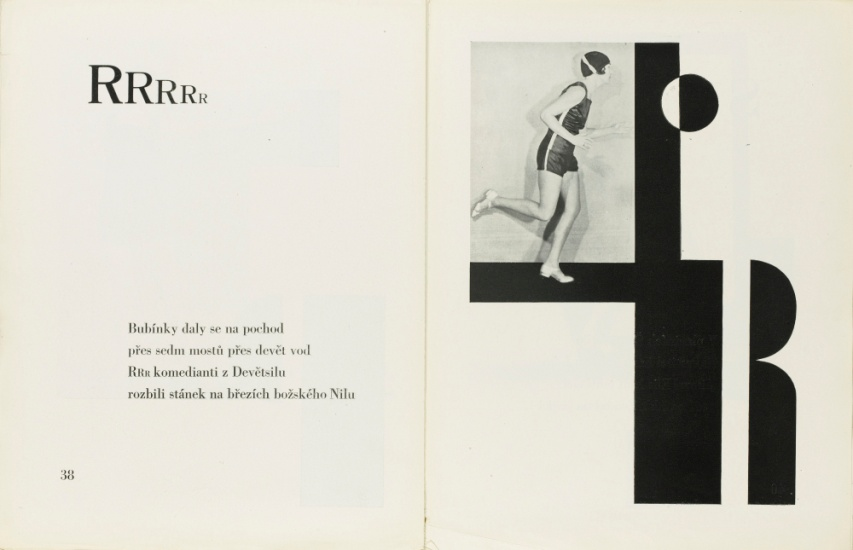 RRRRR
Bubínky daly se na pochod
přes sedm mostů přes devět vod
RRR komedianti z Devětsilu
rozbili stánek na březích božského Nilu
38
R